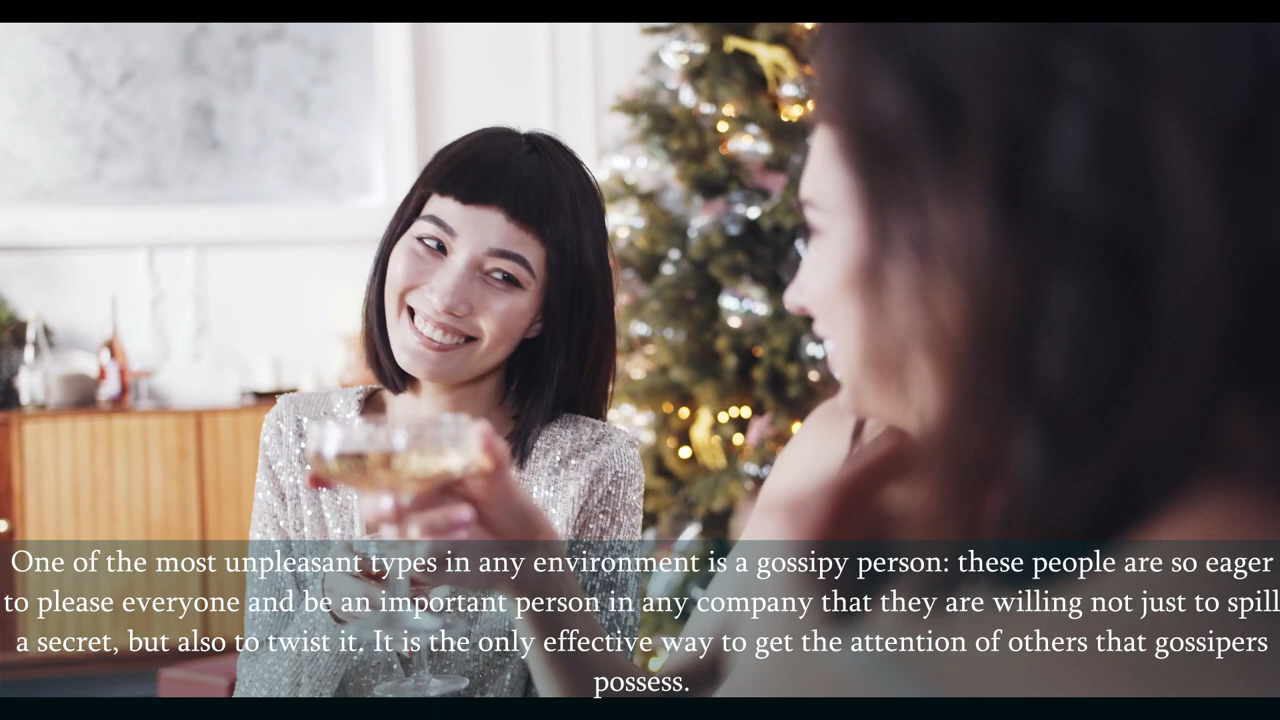 One of the most unpleasant types in any environment is a gossipy person: these people are so eager
to please everyone and be an important person in any company that they are willing not just to spill
a secret, but also to twist it. It is the only effective way to get the attention of others that gossipers
possess.